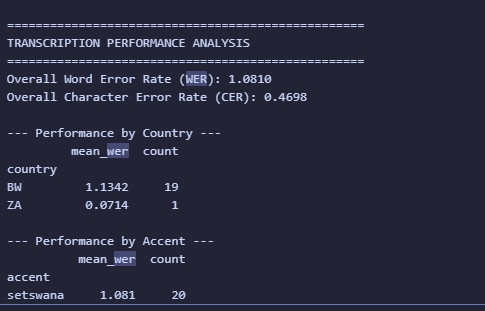 ==================================================
TRANSCRIPTION PERFORMANCE ANALYSIS
==================================================
Overall Word Error Rate (WER): 1.0810
Overall Character Error Rate (CER): 0.4698
--- Performance by Country ---
mean_wer count
country
BW 1.1342 19
ZA 0.0714 1
--- Performance by Accent ---
mean_wer count
accent
setswana 1.081 20